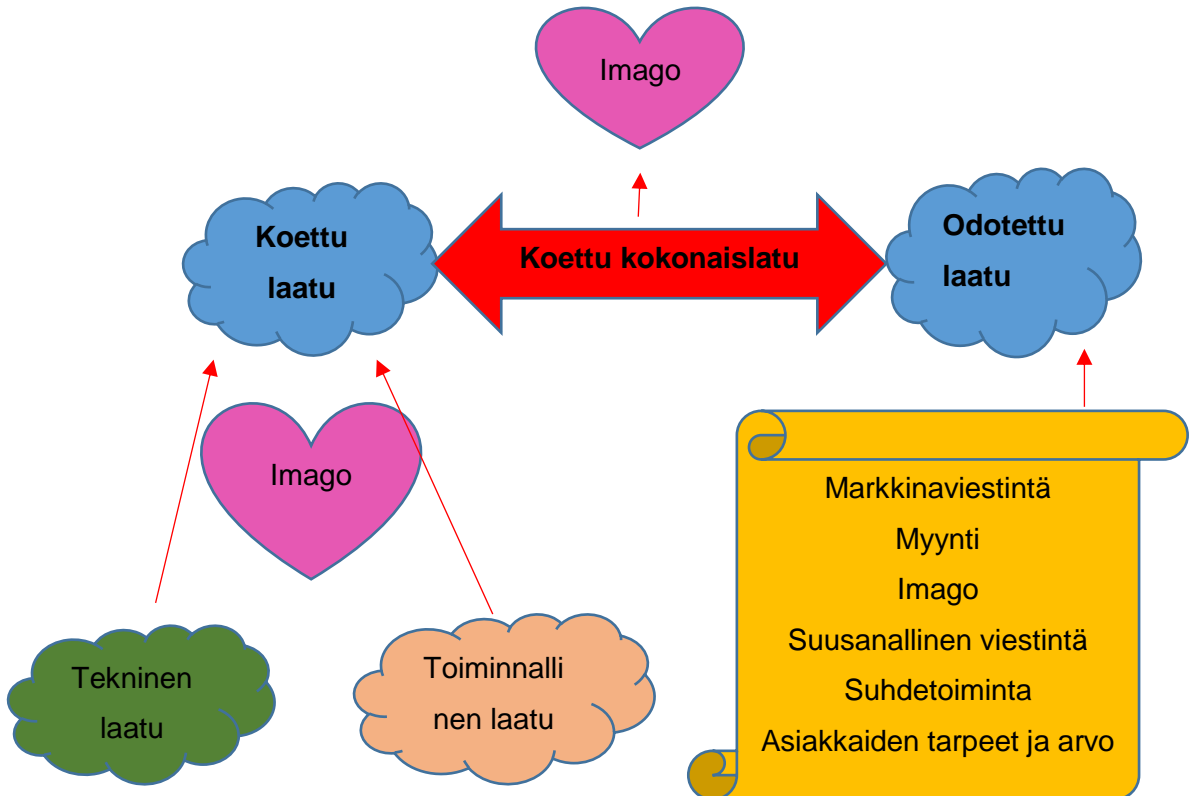 Imago
Koettu
laatu
Koettu kokonaislatu
Odotettu
laatu
Imago
Markkinaviestintä
Myynti
Imago
Suusanallinen viestintä
Suhdetoiminta
Asiakkaiden tarpeet ja arvo
Tekninen
laatu
Toiminnalli
nen laatu